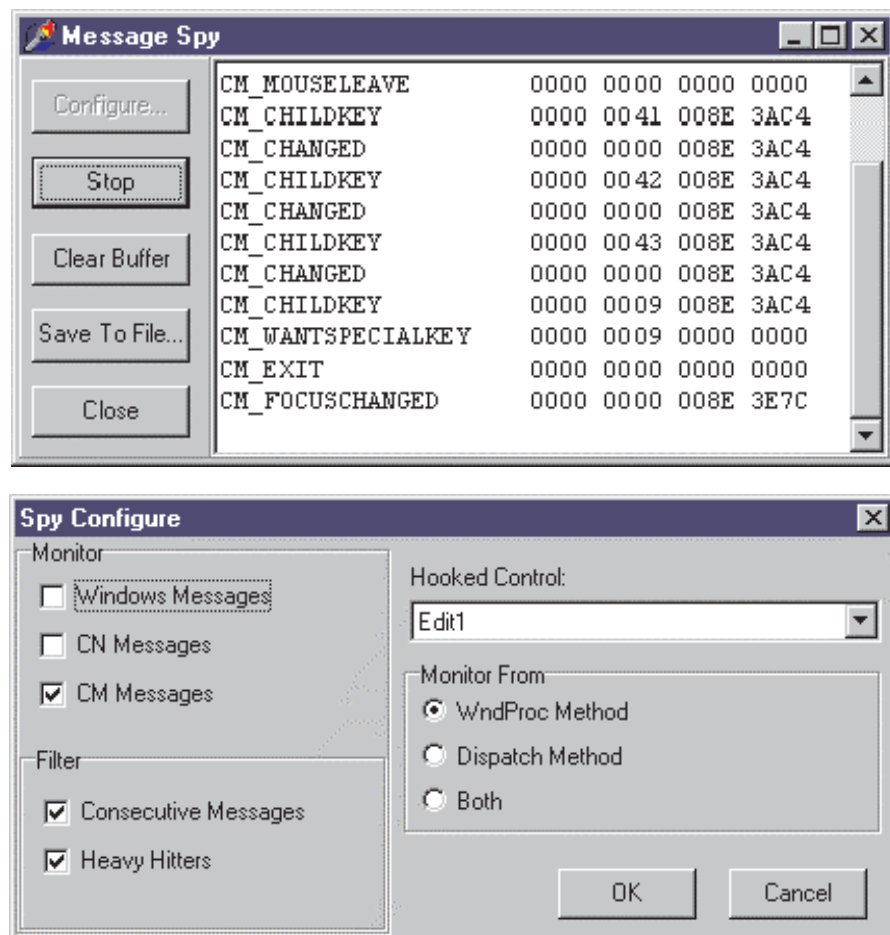 Message Spy
Configure...
Stop
Clear Buffer
Save To File...
Close
CM_MOUSELEAVE 0000 0000 0000 0000
CM_CHILDKEY 0000 0041 008E 3AC4
CM_CHANGED 0000 0000 008E 3AC4
CM_CHILDKEY 0000 0042 008E 3AC4
CM_CHANGED 0000 0000 008E 3AC4
CM_CHILDKEY 0000 0043 008E 3AC4
CM_CHANGED 0000 0000 008E 3AC4
CM_CHILDKEY 0000 0009 008E 3AC4
CM_WANTSPECIALKEY 0000 0009 0000 0000
CM_EXIT 0000 0000 0000 0000
CM_FOCUSCHANGED 0000 0000 008E 3E7C
Spy Configure
Monitor
Windows Messages
CN Messages
CM Messages
Filter
Consecutive Messages
Heavy Hitters
Hooked Control:
Edit1
Monitor From
WndProc Method
Dispatch Method
Both
OK
Cancel